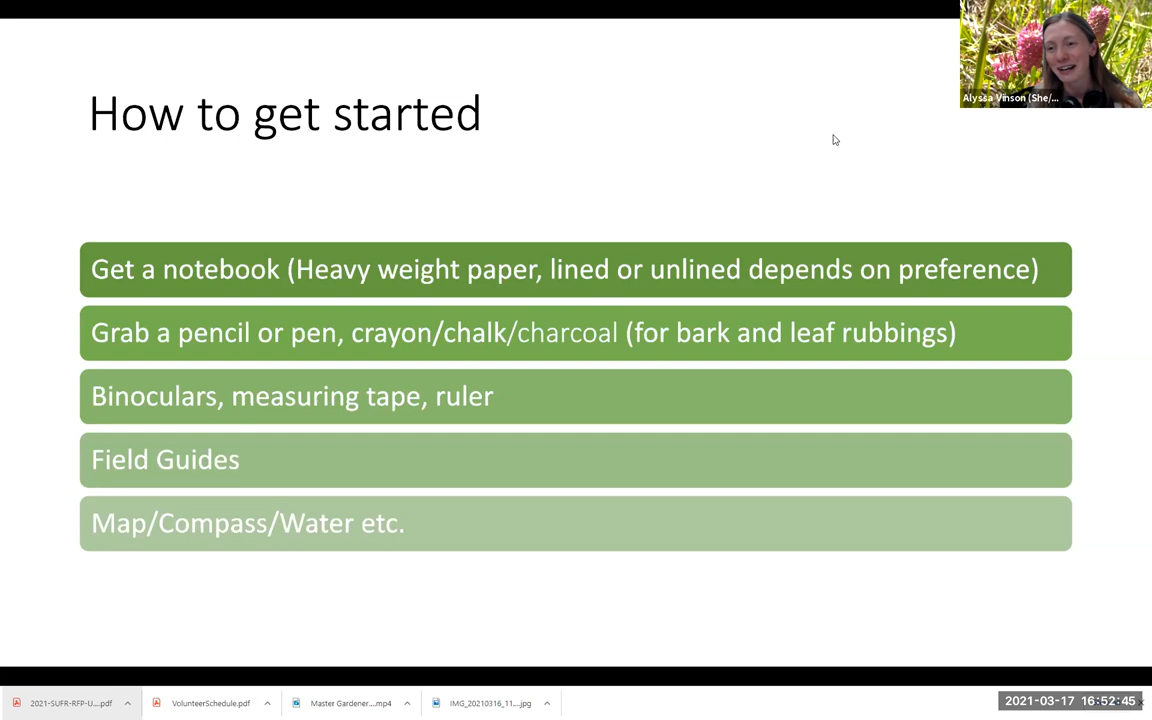 Alyssa Vinson (She/...
How to get started
Get a notebook (Heavy weight paper, lined or unlined depends on preference)
Grab a pencil or pen, crayon/chalk/charcoal (for bark and leaf rubbings)
Binoculars, measuring tape, ruler
Field Guides
Map/Compass/Water etc.
2021-SUFR-RFP-U....pdf
VolunteerSchedule.pdf
Master Gardener....mp4
IMG_20210316_11....jpg
2021-03-17 16:52:45